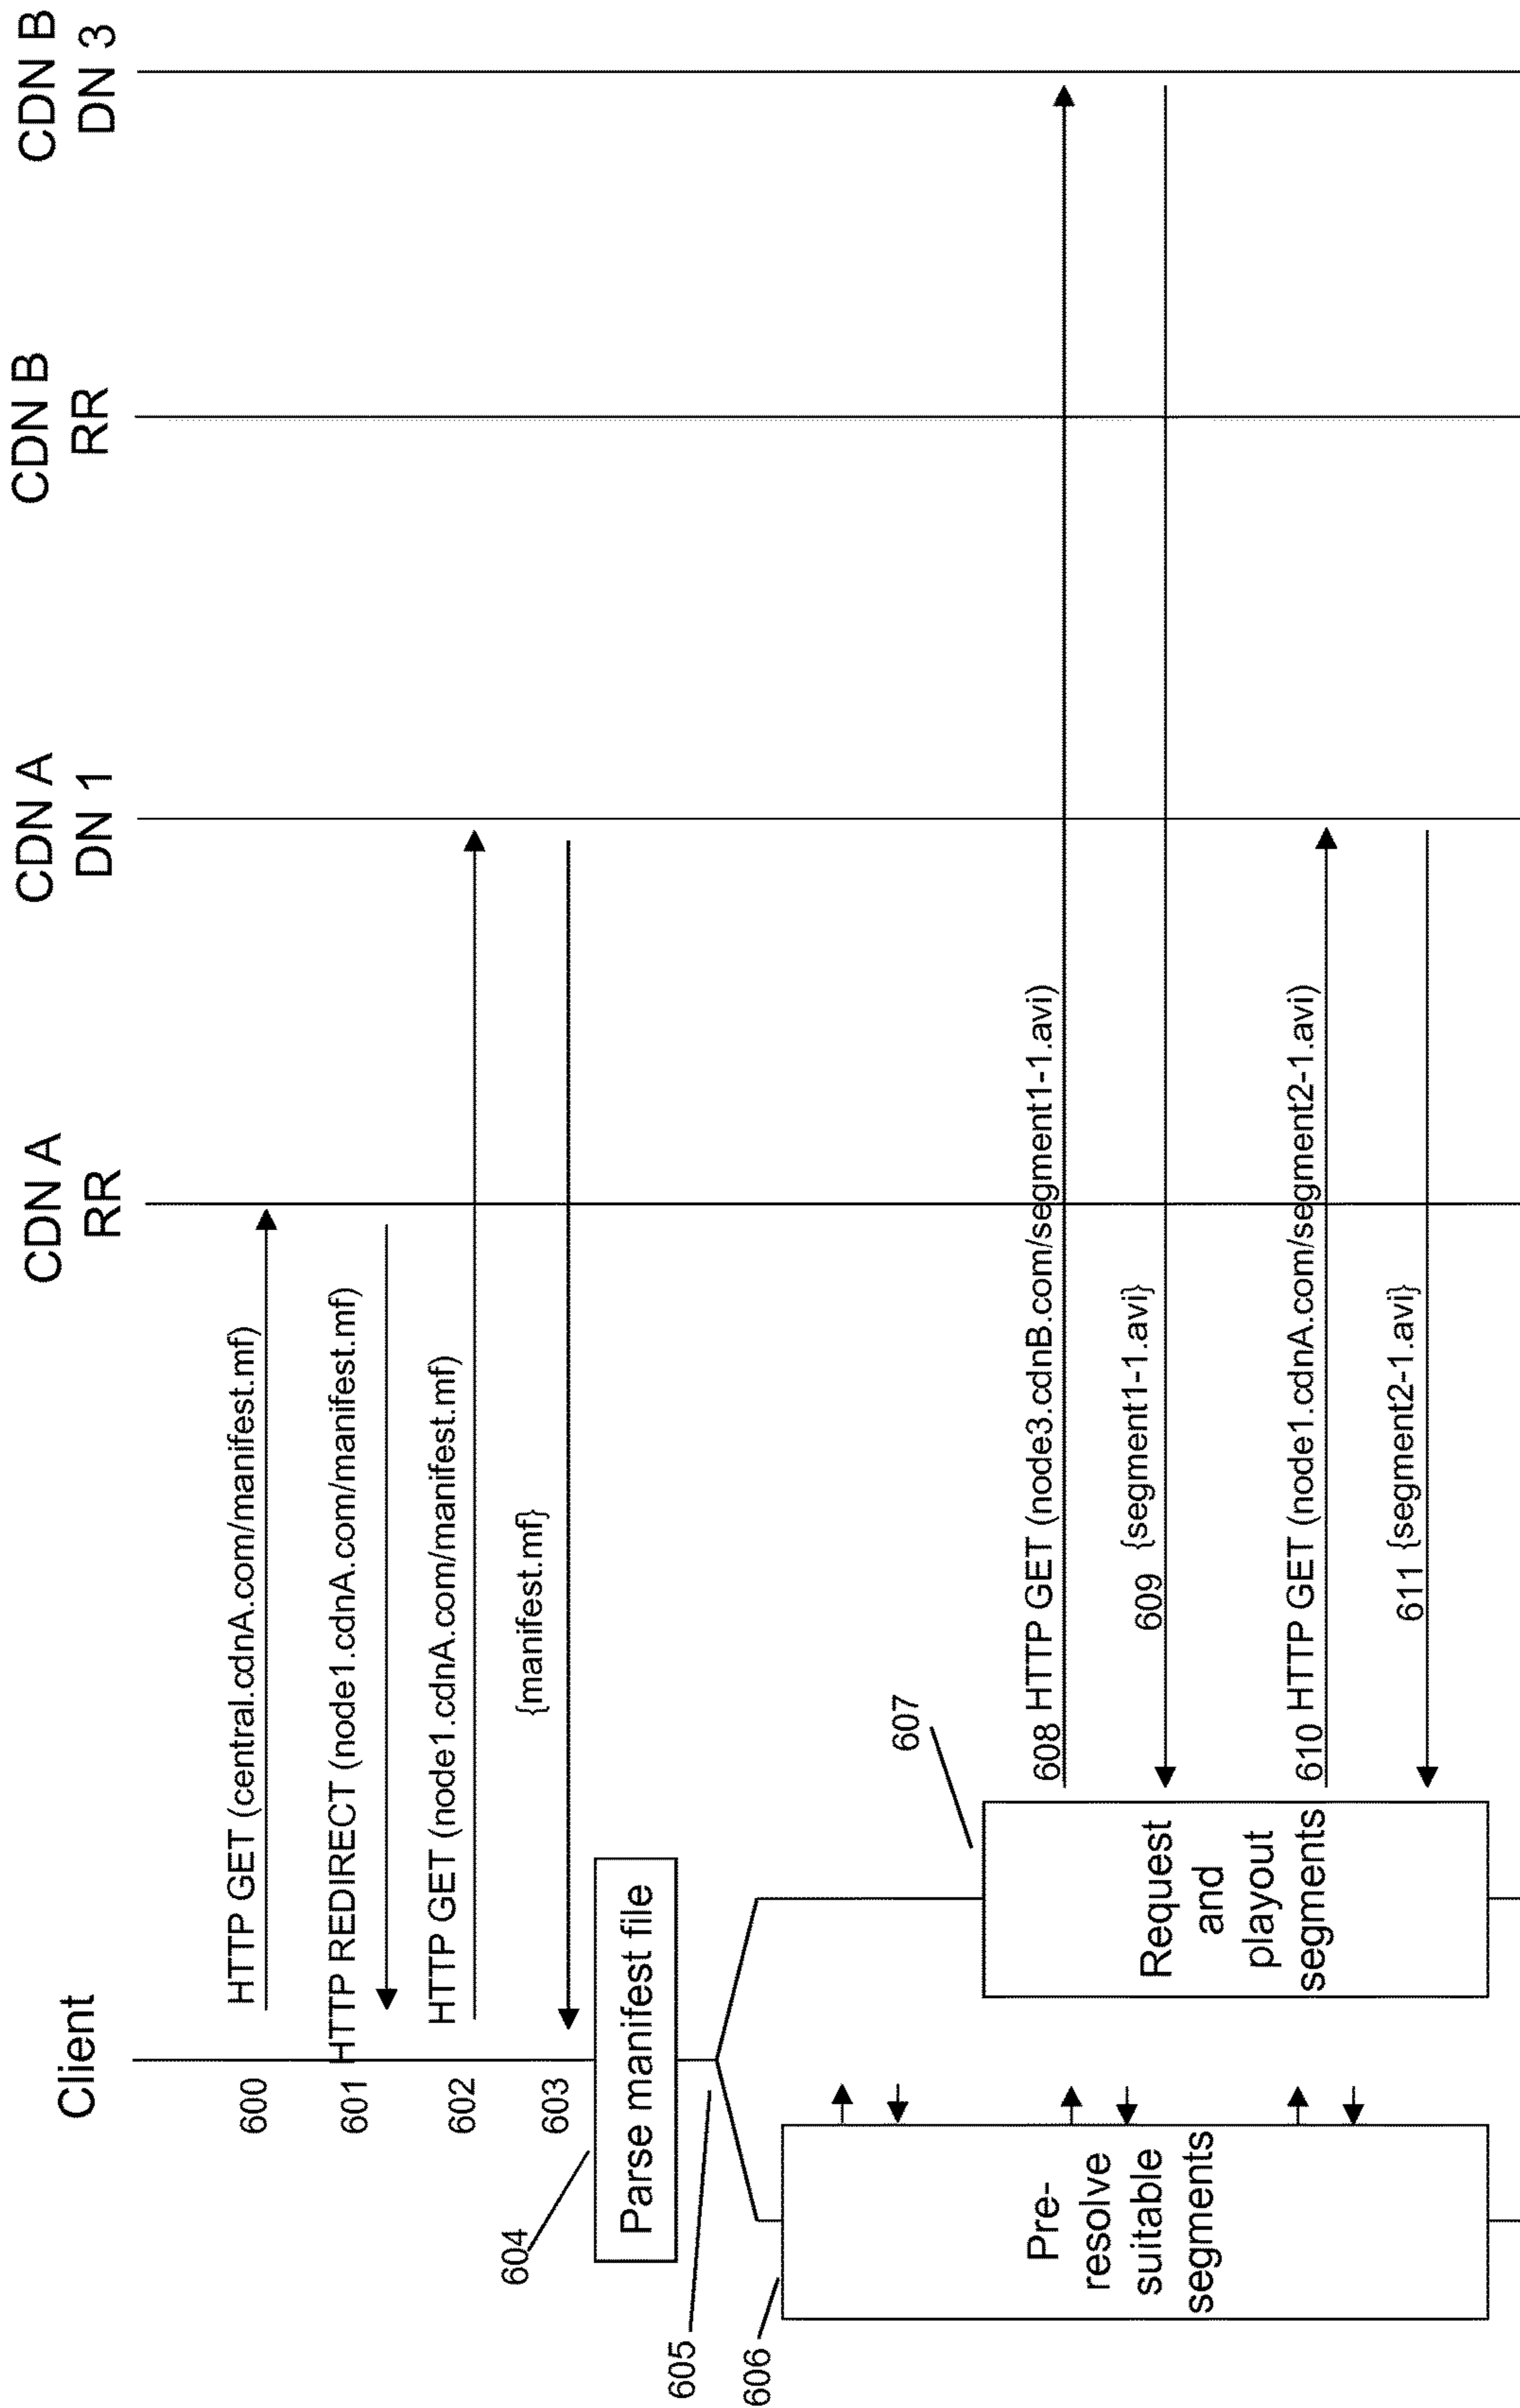 Client
CDN A
RR
CDN A
DN 1
CDN B
RR
CDN B
DN 3
600
HTTP GET (central.cdnA.com/manifest.mf)
601
HTTP REDIRECT (node1.cdnA.com/manifest.mf)
602
HTTP GET (node1.cdnA.com/manifest.mf)
603
{manifest.mf}
604
Parse manifest file
605
606
Pre-
resolve
suitable
segments
607
Request
and
playout
segments
608 HTTP GET (node3.cdnB.com/segment1-1.avi)
609 {segment1-1.avi}
610 HTTP GET (node1.cdnA.com/segment2-1.avi)
611 {segment2-1.avi}